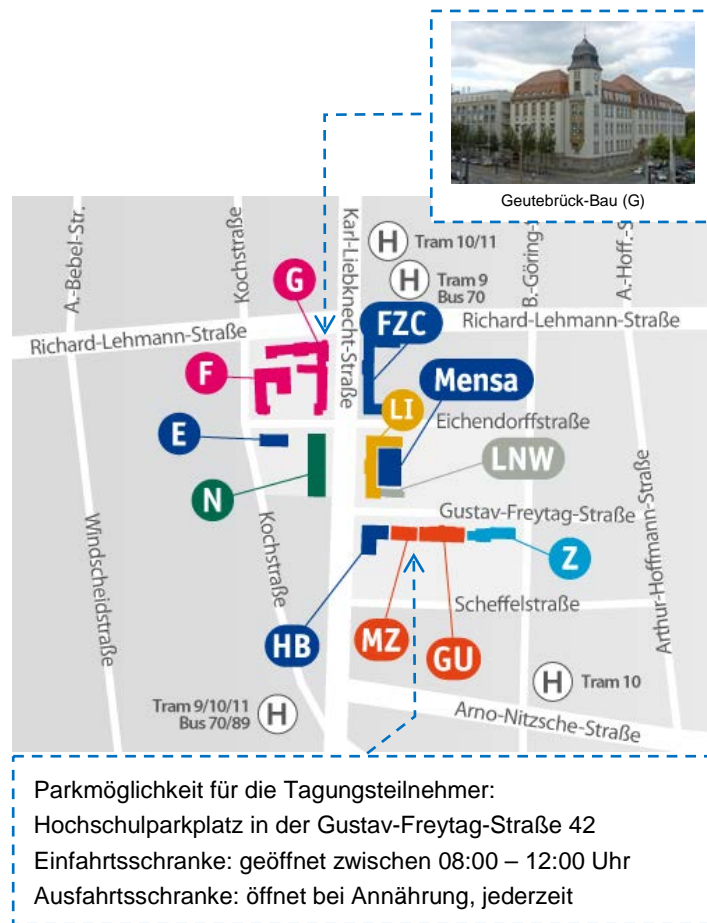 Geutebrück-Bau (G)
A.-Bebel-Str.
Kochstraße
Karl-Liebknecht-Straße
H Tram 10/11
H Tram 9
Bus 70
B.-Göring-
A.-Hoff.-S
G
Richard-Lehmann-Straße
FZC
Richard-Lehmann-Straße
F
Mensa
LI
Eichendorffstraße
E
LNW
N
Gustav-Freytag-Straße
Z
Windscheidstraße
Kochstraße
Arthur-Hoffmann-Straße
Scheffelstraße
HB
MZ
GU
H Tram 10
Tram 9/10/11
Bus 70/89 H
Arno-Nitzsche-Straße
Parkmöglichkeit für die Tagungsteilnehmer:
Hochschulparkplatz in der Gustav-Freytag-Straße 42
Einfahrtsschranke: geöffnet zwischen 08:00 – 12:00 Uhr
Ausfahrtsschranke: öffnet bei Annährung, jederzeit